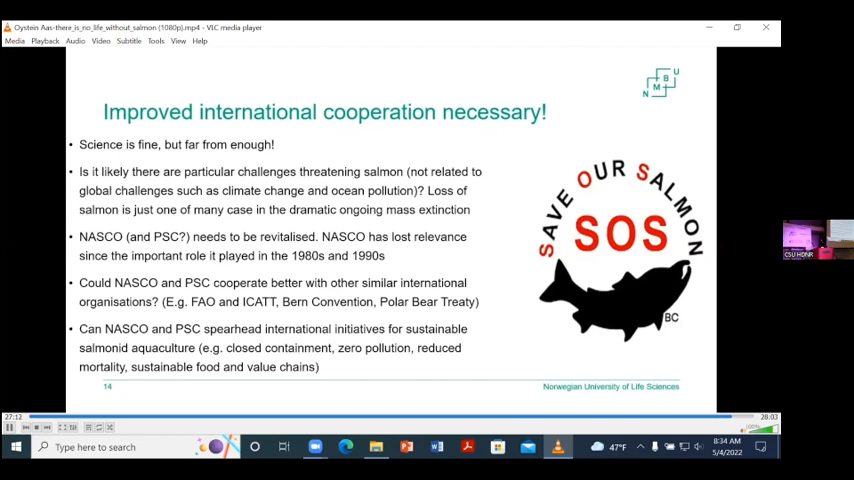 Oystein Aas-there_is_no_life_without_salmon (1080p).mp4 - VLC media player
Media Playback Audio Video Subtitle Tools View Help
N M B U
Improved international cooperation necessary!
• Science is fine, but far from enough!
• Is it likely there are particular challenges threatening salmon (not related to
global challenges such as climate change and ocean pollution)? Loss of
salmon is just one of many case in the dramatic ongoing mass extinction
• NASCO (and PSC?) needs to be revitalised. NASCO has lost relevance
since the important role it played in the 1980s and 1990s
• Could NASCO and PSC cooperate better with other similar international
organisations? (E.g. FAO and ICATT, Bern Convention, Polar Bear Treaty)
• Can NASCO and PSC spearhead international initiatives for sustainable
salmonid aquaculture (e.g. closed containment, zero pollution, reduced
mortality, sustainable food and value chains)
SAVE OUR SALMON
SOS
BC
CSU HDNR
14
Norwegian University of Life Sciences
27:12
28:03
100%
Type here to search
47°F
8:34 AM
5/4/2022